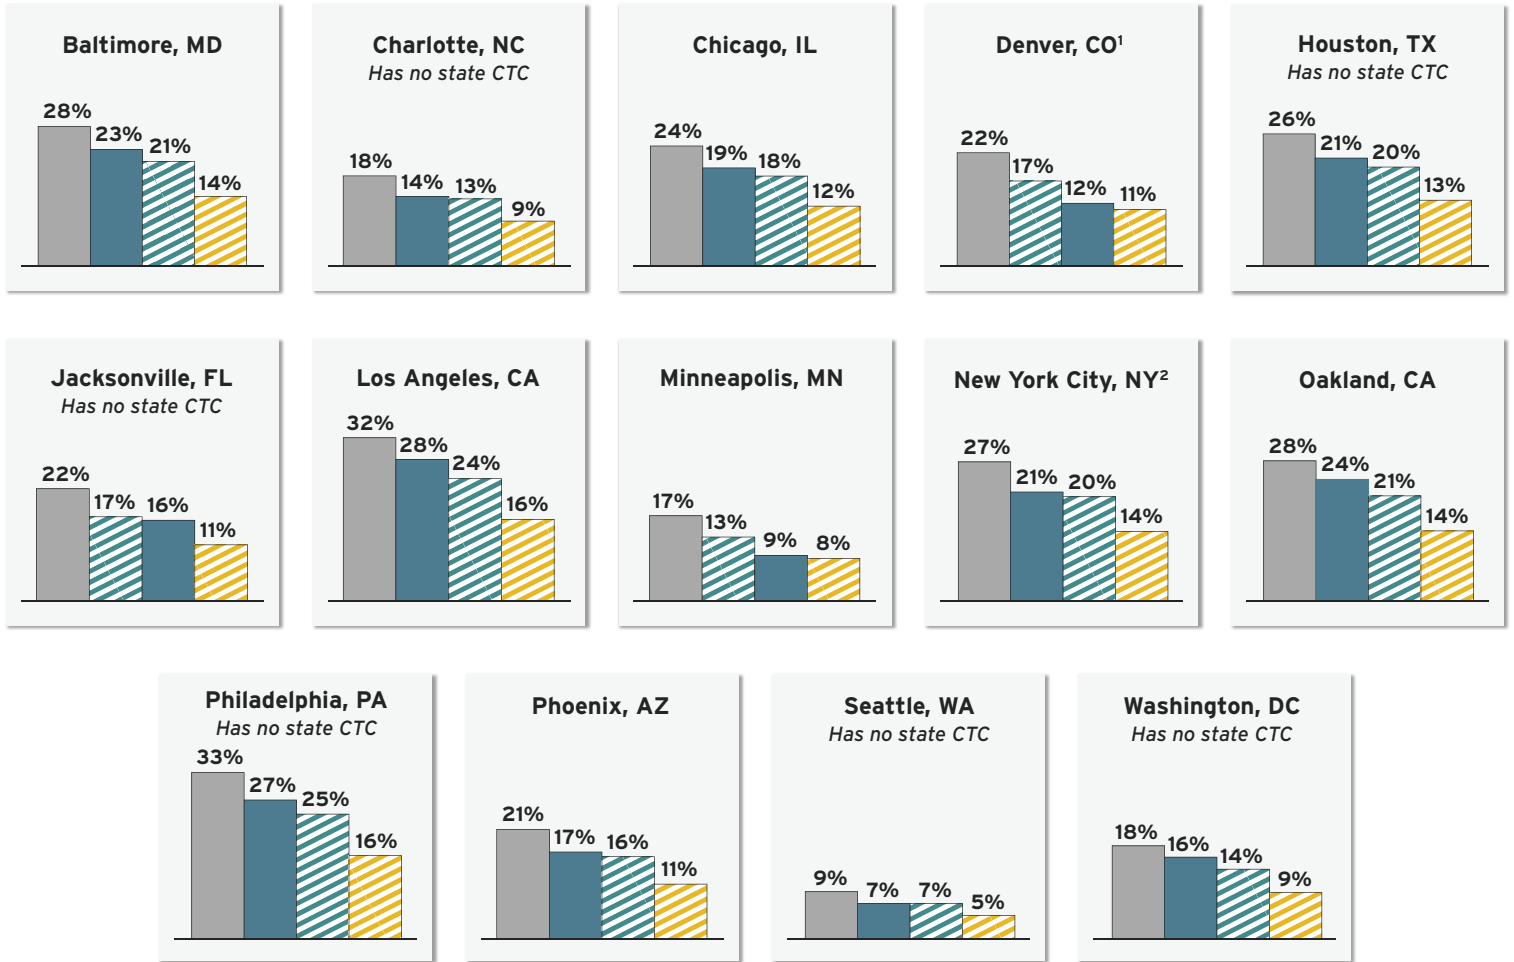 Baltimore, MD
28%
23%
21%
14%
Charlotte, NC
Has no state CTC
18%
14%
13%
9%
Chicago, IL
24%
19%
18%
12%
Denver, CO¹
22%
17%
12%
11%
Houston, TX
Has no state CTC
26%
21%
20%
13%
Jacksonville, FL
Has no state CTC
22%
17%
16%
11%
Los Angeles, CA
32%
28%
24%
16%
Minneapolis, MN
17%
13%
9%
8%
New York City, NY²
27%
21%
20%
14%
Oakland, CA
28%
24%
21%
14%
Philadelphia, PA
Has no state CTC
33%
27%
25%
16%
Phoenix, AZ
21%
17%
16%
11%
Seattle, WA
Has no state CTC
9%
7%
7%
5%
Washington, DC
Has no state CTC
18%
16%
14%
9%